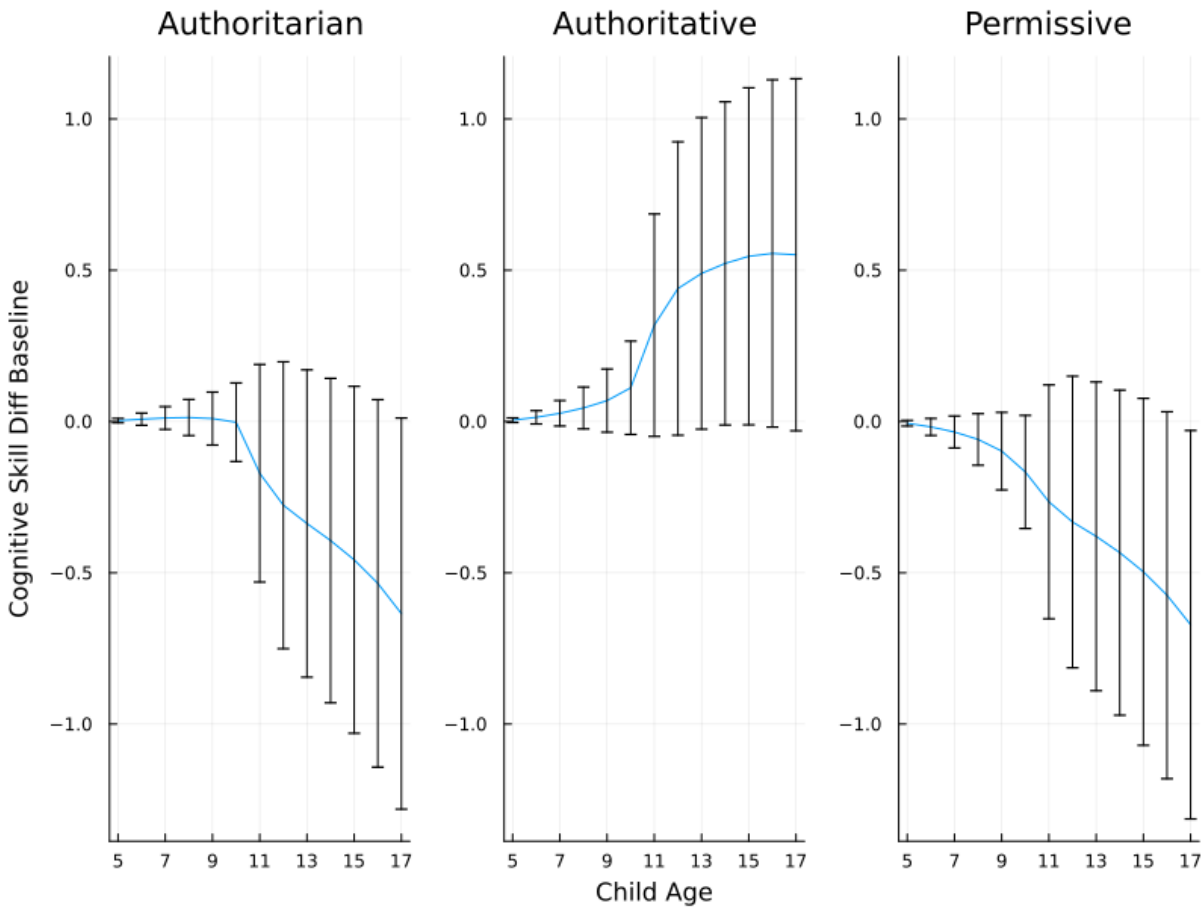 Authoritarian Authoritative Permissive
Cognitive Skill Diff Baseline
1.0 1.0 1.0
0.5 0.5 0.5
0.0 0.0 0.0
−0.5 −0.5 −0.5
−1.0 −1.0 −1.0
5 7 9 11 13 15 17 5 7 9 11 13 15 17 5 7 9 11 13 15 17
Child Age